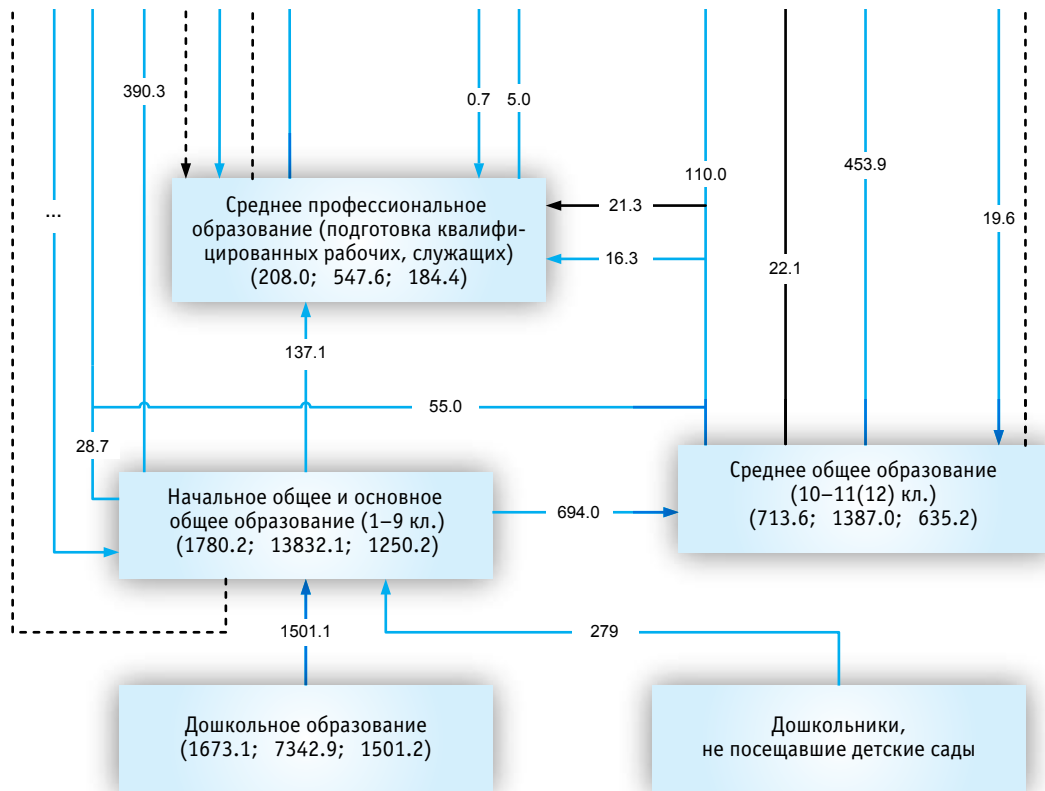 390.3
0.7
5.0
...
110.0
453.9
19.6
22.1
Среднее профессиональное
образование (подготовка квалифи-
цированных рабочих, служащих)
(208.0; 547.6; 184.4)
21.3
16.3
137.1
55.0
28.7
Начальное общее и основное
общее образование (1–9 кл.)
(1780.2; 13832.1; 1250.2)
694.0
Среднее общее образование
(10–11(12) кл.)
(713.6; 1387.0; 635.2)
1501.1
279
Дошкольное образование
(1673.1; 7342.9; 1501.2)
Дошкольники,
не посещавшие детские сады